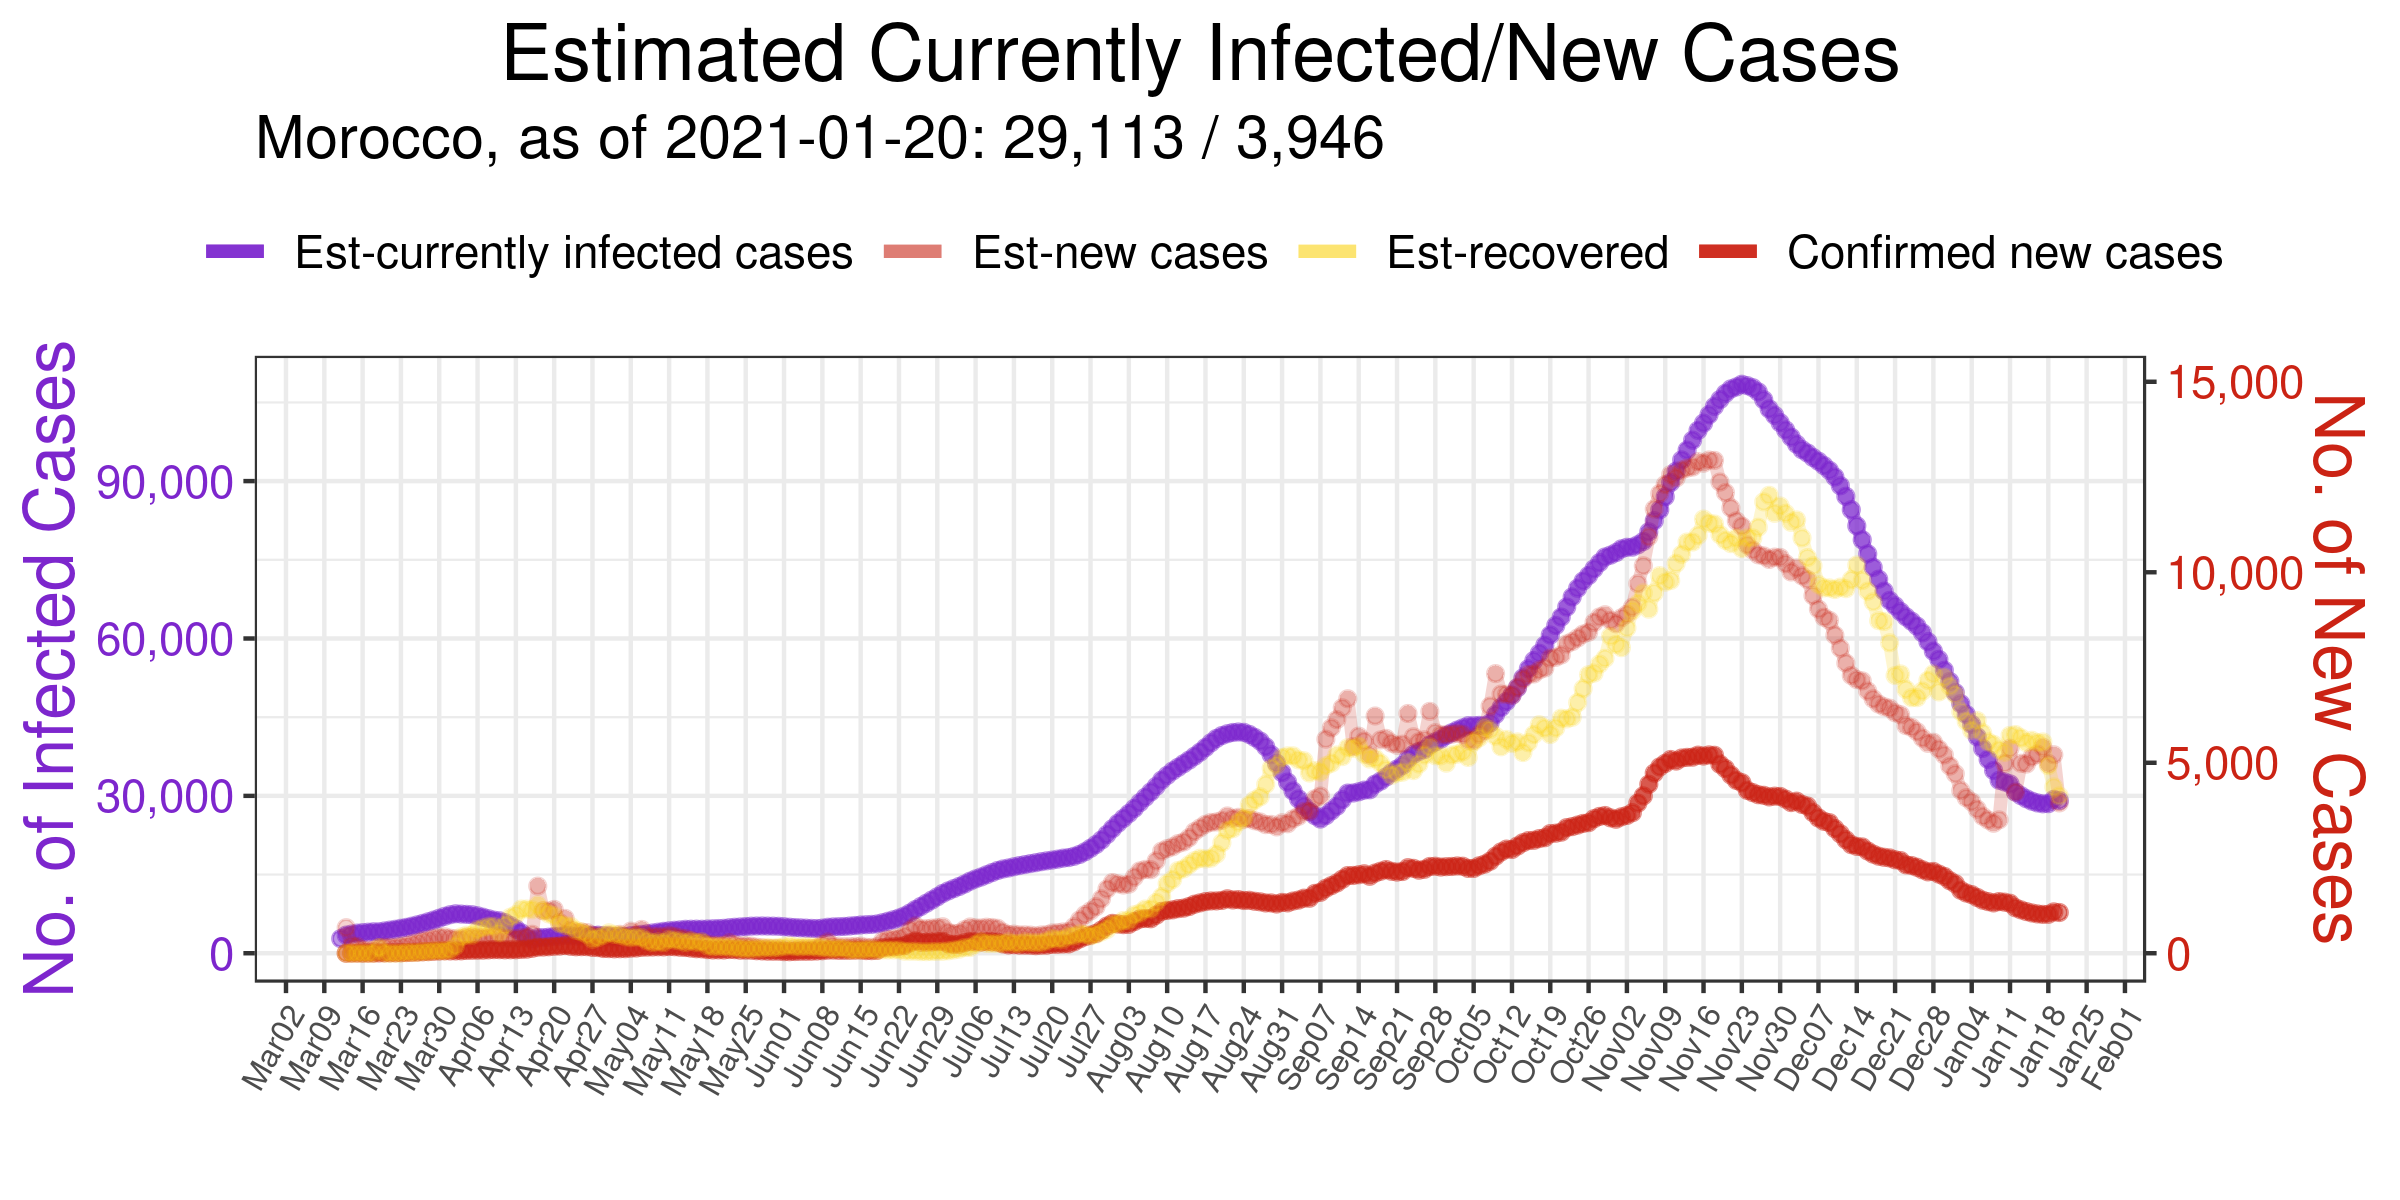 Estimated Currently Infected/New Cases
Morocco, as of 2021-01-20: 29,113 / 3,946
Est-currently infected cases Est-new cases Est-recovered Confirmed new cases
No. of Infected Cases
90,000
60,000
30,000
0
15,000
10,000
5,000
0
No. of New Cases
Mar02 Mar09 Mar16 Mar23 Mar30 Apr06 Apr13 Apr20 Apr27 May04 May11 May18 May25 Jun01 Jun08 Jun15 Jun22 Jun29 Jul06 Jul13 Jul20 Jul27 Aug03 Aug10 Aug17 Aug24 Aug31 Sep07 Sep14 Sep21 Sep28 Oct05 Oct12 Oct19 Oct26 Nov02 Nov09 Nov16 Nov23 Nov30 Dec07 Dec14 Dec21 Dec28 Jan04 Jan11 Jan18 Jan25 Feb01